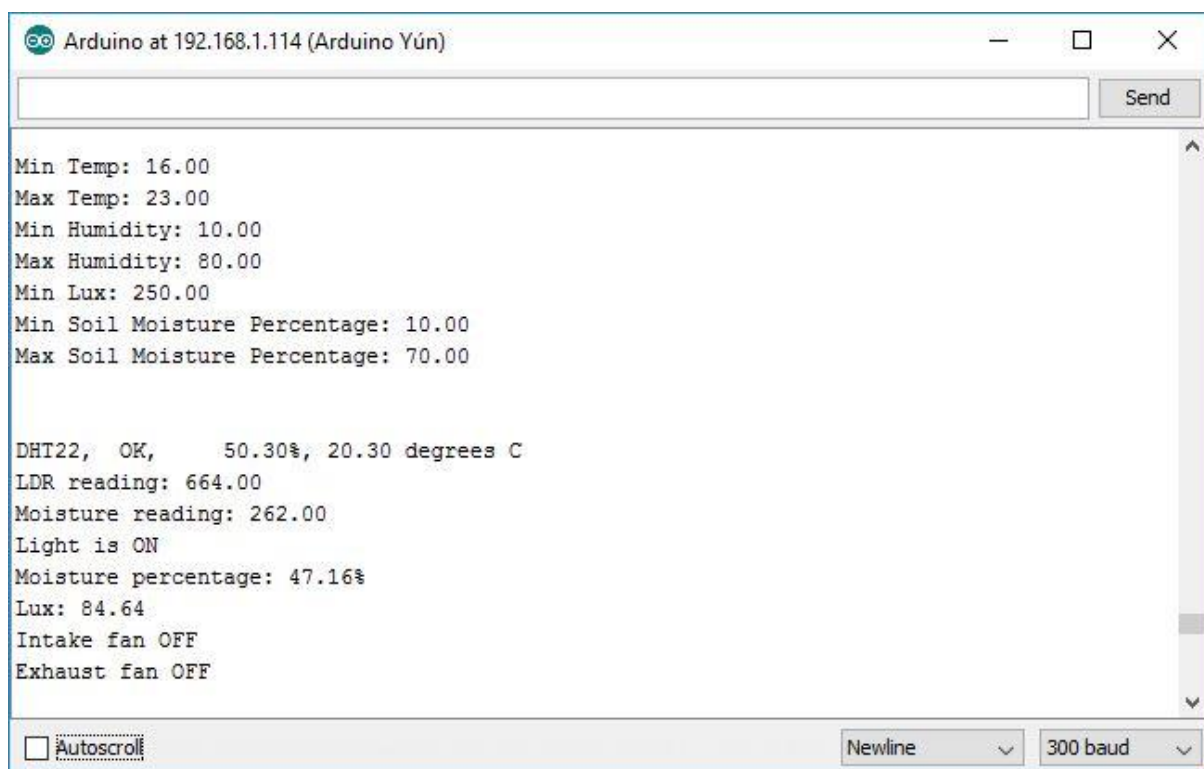 Arduino at 192.168.1.114 (Arduino Yún)
Send
Min Temp: 16.00
Max Temp: 23.00
Min Humidity: 10.00
Max Humidity: 80.00
Min Lux: 250.00
Min Soil Moisture Percentage: 10.00
Max Soil Moisture Percentage: 70.00
DHT22,  OK,     50.30%, 20.30 degrees C
LDR reading: 664.00
Moisture reading: 262.00
Light is ON
Moisture percentage: 47.16%
Lux: 84.64
Intake fan OFF
Exhaust fan OFF
Autoscroll Newline 300 baud